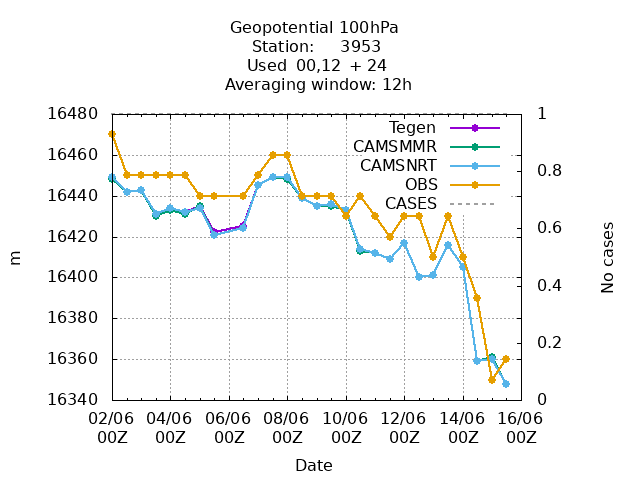 Geopotential 100hPa
Station: 3953
Used 00,12 + 24
Averaging window: 12h
16480
16460
16440
16420
16400
16380
16360
16340
1
0.8
0.6
0.4
0.2
0
Tegen
CAMSMMR
CAMSNRT
OBS
CASES
m
No cases
02/06 04/06 06/06 08/06 10/06 12/06 14/06 16/06
00Z 00Z 00Z 00Z 00Z 00Z 00Z 00Z
Date